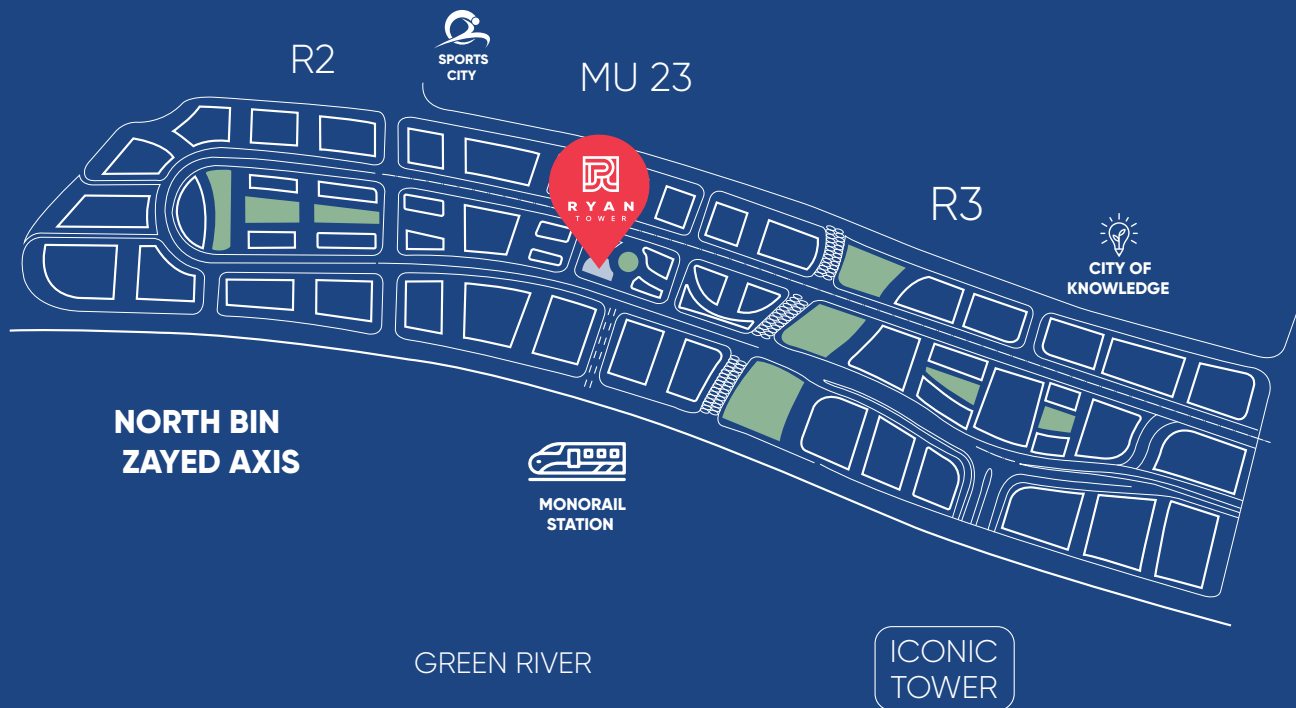 R2
SPORTS
CITY
MU 23
RYAN
TOWER
R3
CITY OF
KNOWLEDGE
NORTH BIN
ZAYED AXIS
MONORAIL
STATION
GREEN RIVER
ICONIC
TOWER